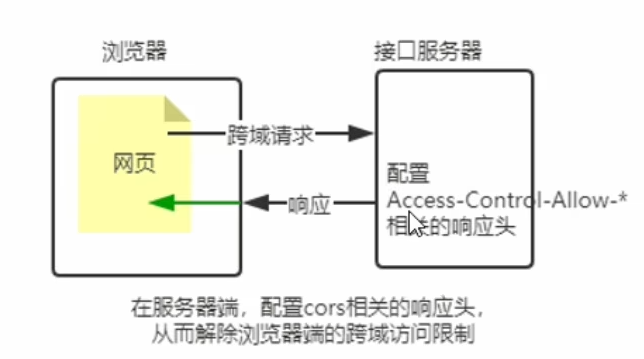 浏览器
接口服务器
跨域请求
网页
配置
Access-Control-Allow-*
相关的响应头
响应
在服务器端，配置cors相关的响应头，
从而解除浏览器端的跨域访问限制